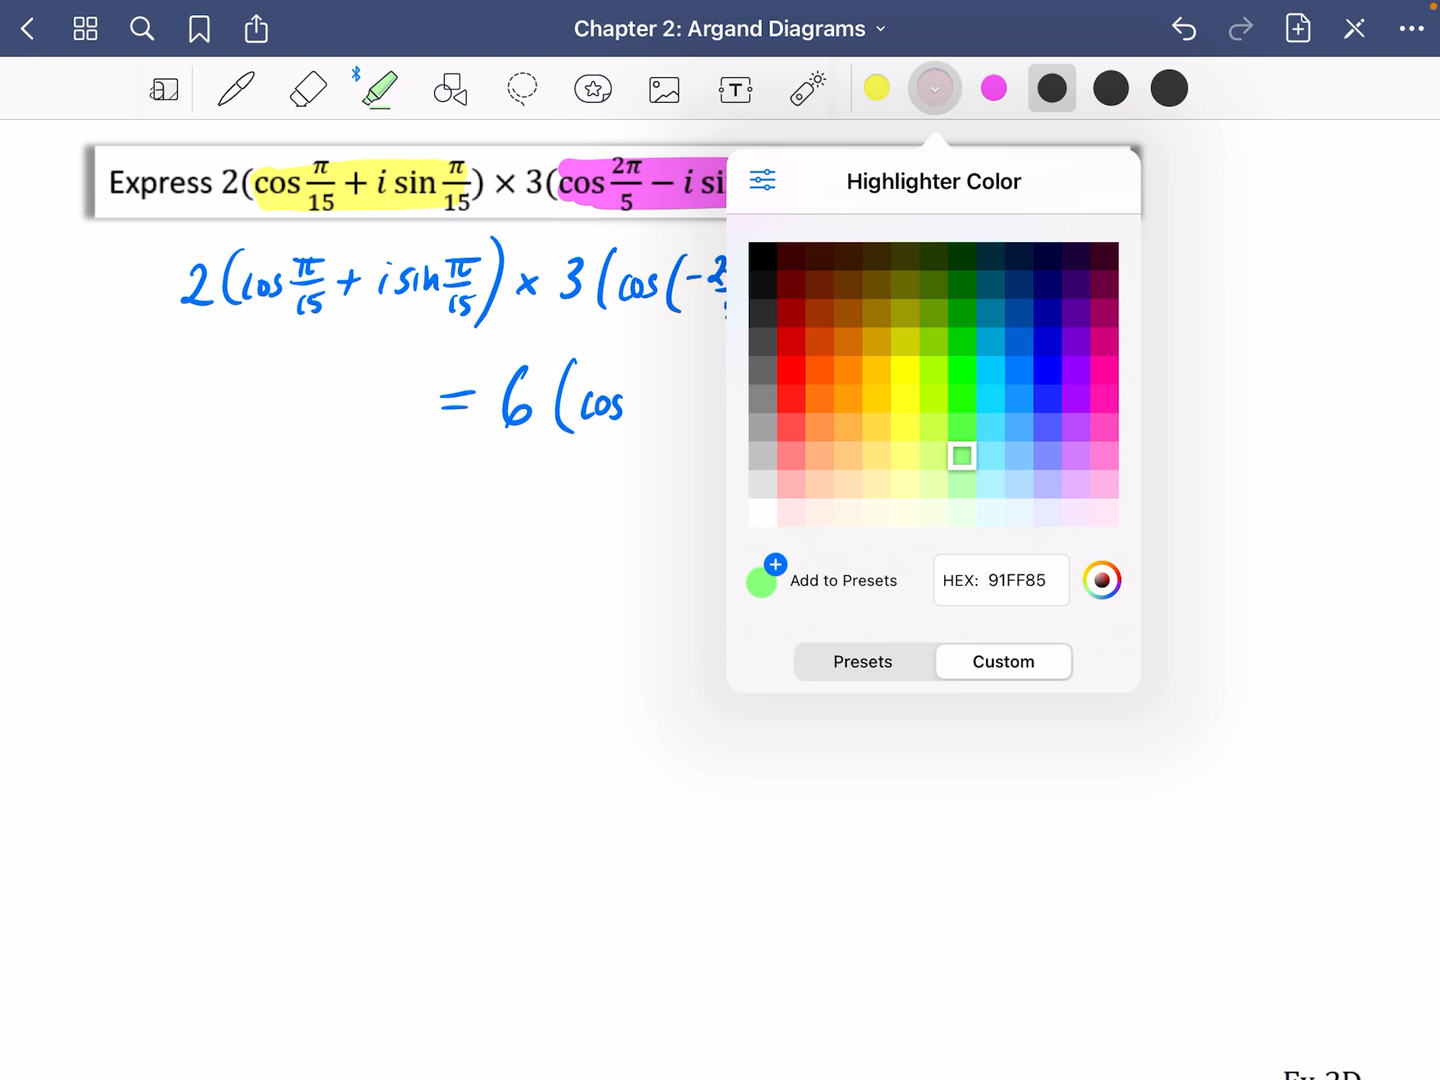 Chapter 2: Argand Diagrams
T
Express 2(cos π/15 + i sin π/15) × 3(cos 2π/5 − i si
2(cos π/15 + i sin π/15) × 3(cos(-2
= 6(cos
Highlighter Color
Add to Presets
HEX: 91FF85
Presets
Custom